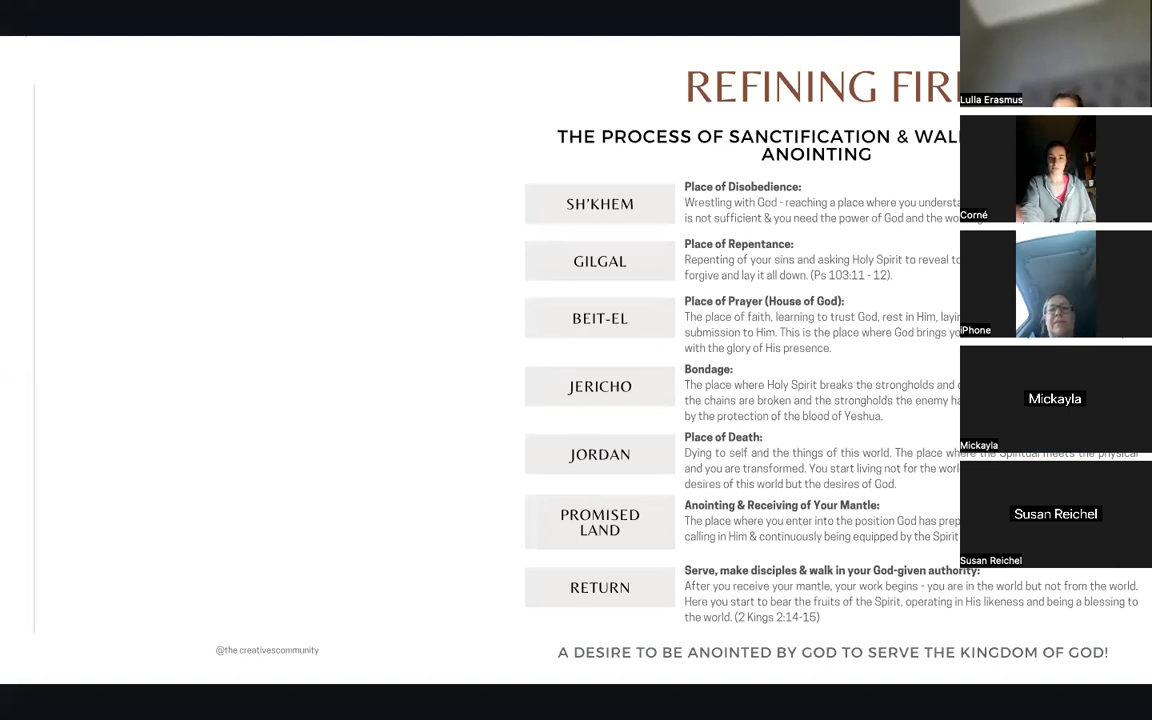 REFINING FIR
THE PROCESS OF SANCTIFICATION & WAL
ANOINTING
SH'KHEM
Place of Disobedience:
Wrestling with God - reaching a place where you understa
is not sufficient & you need the power of God and the wo
GILGAL
Place of Repentance:
Repenting of your sins and asking Holy Spirit to reveal to
forgive and lay it all down. (Ps 103:11 - 12).
BEIT-EL
Place of Prayer (House of God):
The place of faith, learning to trust God, rest in Him, layin
submission to Him. This is the place where God brings yo
with the glory of His presence.
JERICHO
Bondage:
The place where Holy Spirit breaks the strongholds and
the chains are broken and the strongholds the enemy ha
by the protection of the blood of Yeshua.
JORDAN
Place of Death:
Dying to self and the things of this world. The place where the Spiritual meets the physical
and you are transformed. You start living not for the worl
desires of this world but the desires of God.
PROMISED
LAND
Anointing & Receiving of Your Mantle:
The place where you enter into the position God has prep
calling in Him & continuously being equipped by the Spirit
RETURN
Serve, make disciples & walk in your God-given authority:
After you receive your mantle, your work begins - you are in the world but not from the world.
Here you start to bear the fruits of the Spirit, operating in His likeness and being a blessing to
the world. (2 Kings 2:14-15)
@the creativescommunity
A DESIRE TO BE ANOINTED BY GOD TO SERVE THE KINGDOM OF GOD!
Lulla Erasmus
Corné
iPhone
Mickayla
Mickayla
Susan Reichel
Susan Reichel